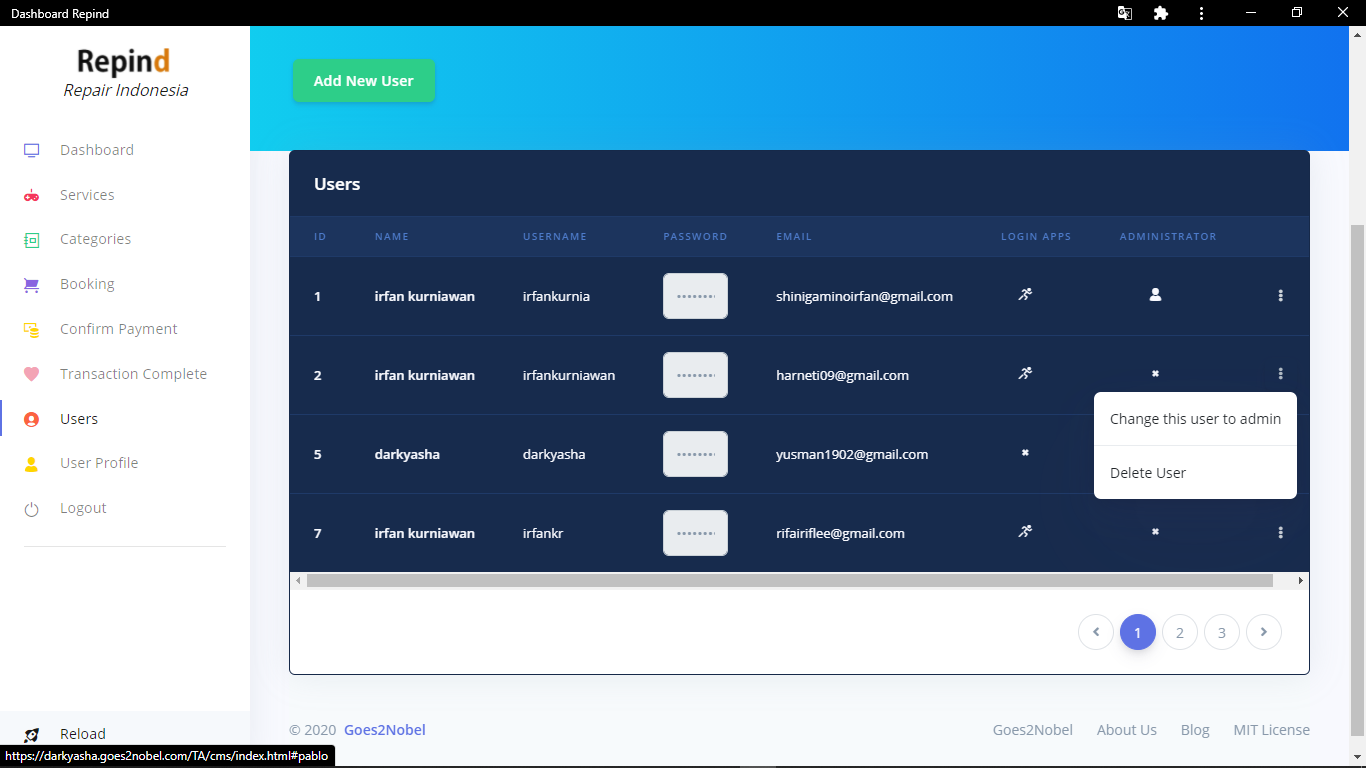 Dashboard Repind
Repind
Repair Indonesia
Dashboard
Services
Categories
Booking
Confirm Payment
Transaction Complete
Users
User Profile
Logout
Reload
https://darkyasha.goes2nobel.com/TA/cms/index.html#pablo
Add New User
Users
ID NAME USERNAME PASSWORD EMAIL LOGIN APPS ADMINISTRATOR
1 irfan kurniawan irfankurnia shinigaminoirfan@gmail.com
2 irfan kurniawan irfankurniawan harneti09@gmail.com
Change this user to admin
5 darkyasha darkyasha yusman1902@gmail.com
Delete User
7 irfan kurniawan irfankr rifairiflee@gmail.com
1 2 3
© 2020 Goes2Nobel Goes2Nobel About Us Blog MIT License